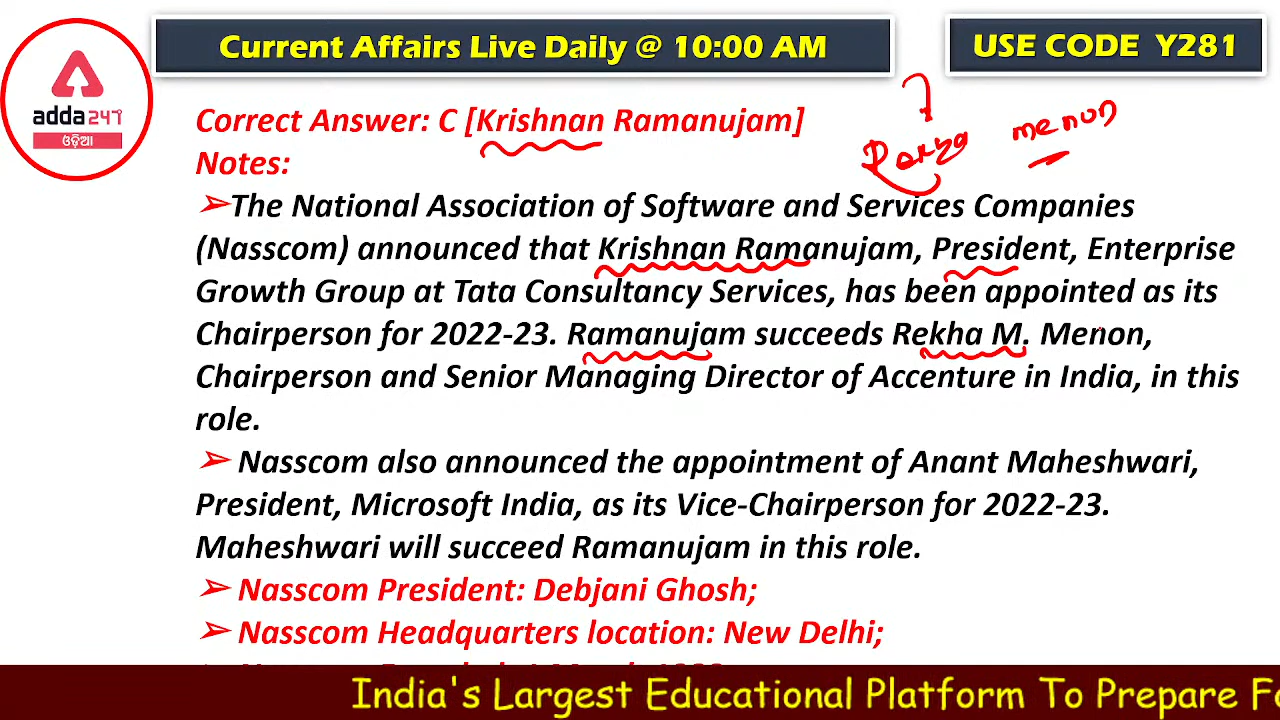 Current Affairs Live Daily @ 10:00 AM
USE CODE Y281
adda247
ଓଡ଼ିଆ
Correct Answer: C [Krishnan Ramanujam]
menon
Notes:
➢The National Association of Software and Services Companies
(Nasscom) announced that Krishnan Ramanujam, President, Enterprise
Growth Group at Tata Consultancy Services, has been appointed as its
Chairperson for 2022-23. Ramanujam succeeds Rekha M. Menon,
Chairperson and Senior Managing Director of Accenture in India, in this
role.
➢ Nasscom also announced the appointment of Anant Maheshwari,
President, Microsoft India, as its Vice-Chairperson for 2022-23.
Maheshwari will succeed Ramanujam in this role.
➢ Nasscom President: Debjani Ghosh;
➢ Nasscom Headquarters location: New Delhi;
India's Largest Educational Platform To Prepare